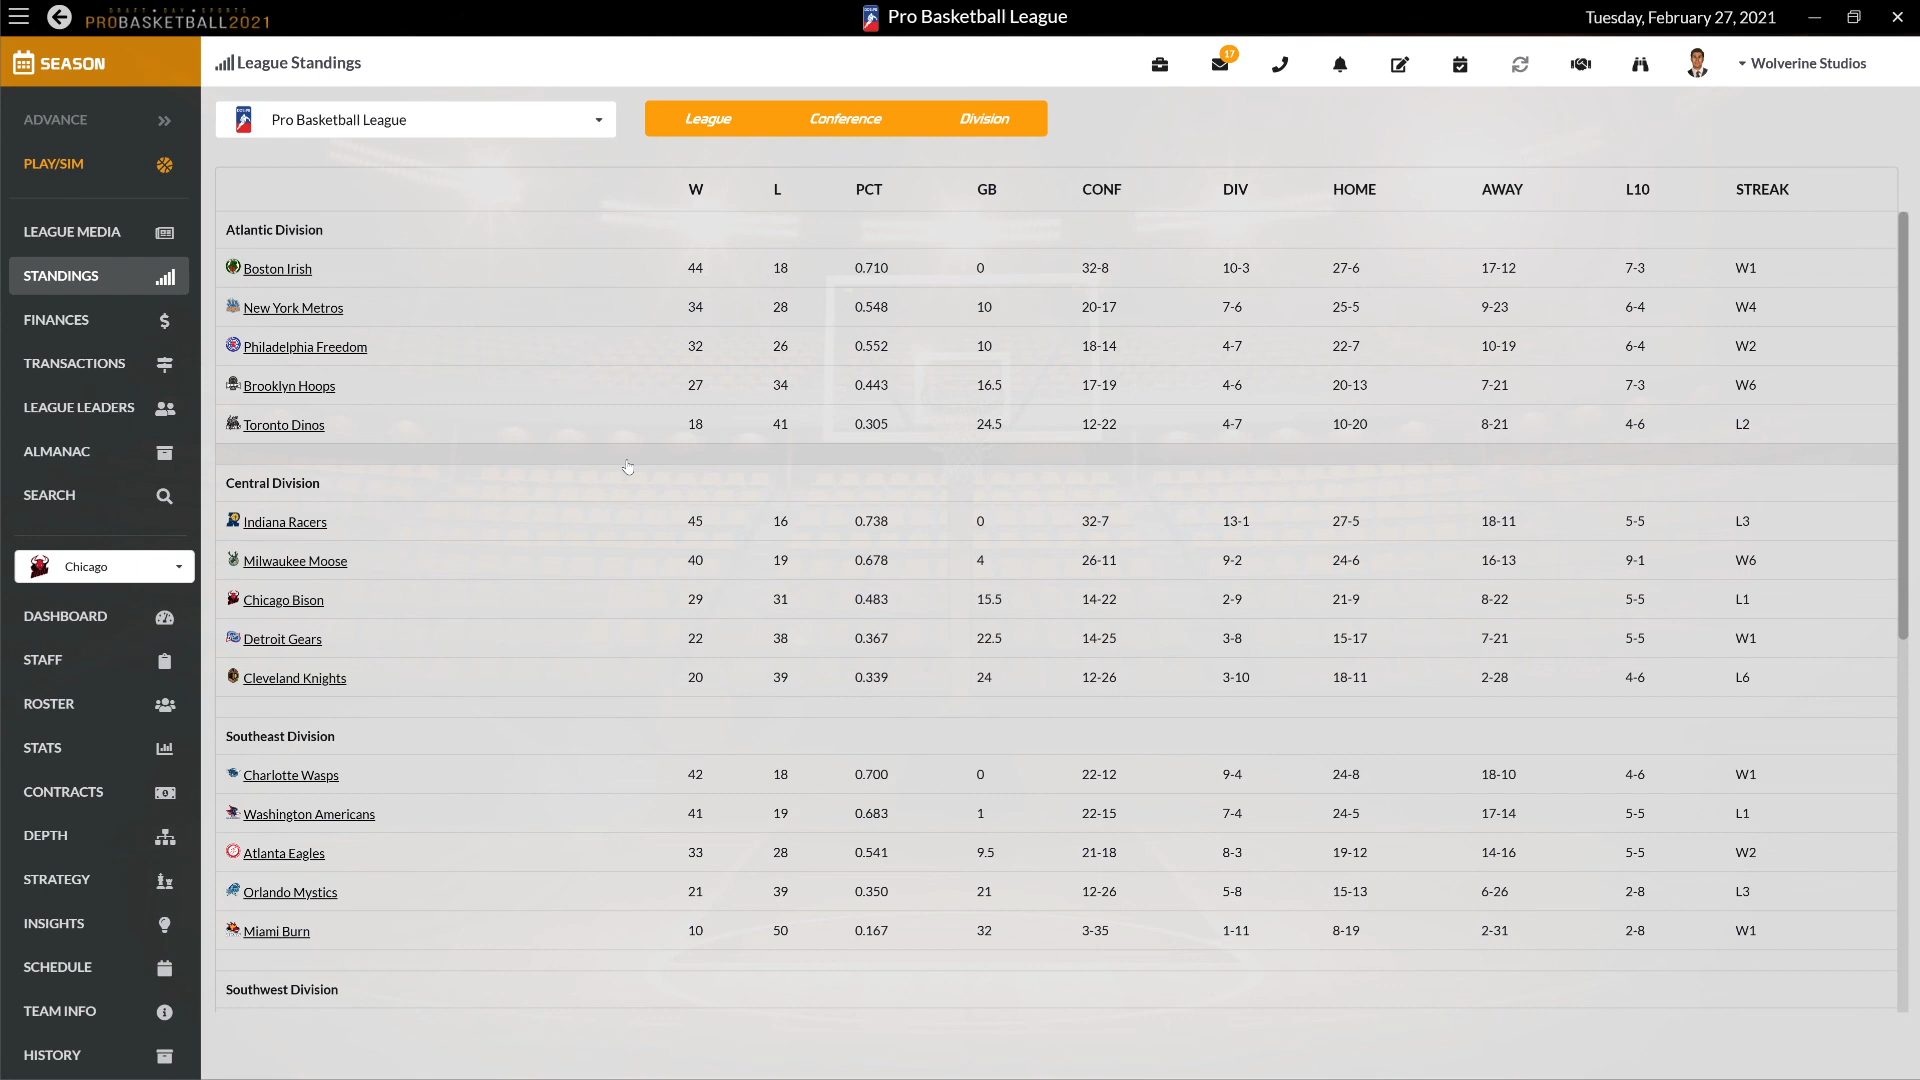 DRAFT DAY SPORTS
PROBASKETBALL2021
Pro Basketball League
Tuesday, February 27, 2021
SEASON
League Standings
17
Wolverine Studios
ADVANCE
PLAY/SIM
LEAGUE MEDIA
STANDINGS
FINANCES
TRANSACTIONS
LEAGUE LEADERS
ALMANAC
SEARCH
Chicago
DASHBOARD
STAFF
ROSTER
STATS
CONTRACTS
DEPTH
STRATEGY
INSIGHTS
SCHEDULE
TEAM INFO
HISTORY
Pro Basketball League
League Conference Division
W L PCT GB CONF DIV HOME AWAY L10 STREAK
Atlantic Division
Boston Irish 44 18 0.710 0 32-8 10-3 27-6 17-12 7-3 W1
New York Metros 34 28 0.548 10 20-17 7-6 25-5 9-23 6-4 W4
Philadelphia Freedom 32 26 0.552 10 18-14 4-7 22-7 10-19 6-4 W2
Brooklyn Hoops 27 34 0.443 16.5 17-19 4-6 20-13 7-21 7-3 W6
Toronto Dinos 18 41 0.305 24.5 12-22 4-7 10-20 8-21 4-6 L2
Central Division
Indiana Racers 45 16 0.738 0 32-7 13-1 27-5 18-11 5-5 L3
Milwaukee Moose 40 19 0.678 4 26-11 9-2 24-6 16-13 9-1 W6
Chicago Bison 29 31 0.483 15.5 14-22 2-9 21-9 8-22 5-5 L1
Detroit Gears 22 38 0.367 22.5 14-25 3-8 15-17 7-21 5-5 W1
Cleveland Knights 20 39 0.339 24 12-26 3-10 18-11 2-28 4-6 L6
Southeast Division
Charlotte Wasps 42 18 0.700 0 22-12 9-4 24-8 18-10 4-6 W1
Washington Americans 41 19 0.683 1 22-15 7-4 24-5 17-14 5-5 L1
Atlanta Eagles 33 28 0.541 9.5 21-18 8-3 19-12 14-16 5-5 W2
Orlando Mystics 21 39 0.350 21 12-26 5-8 15-13 6-26 2-8 L3
Miami Burn 10 50 0.167 32 3-35 1-11 8-19 2-31 2-8 W1
Southwest Division